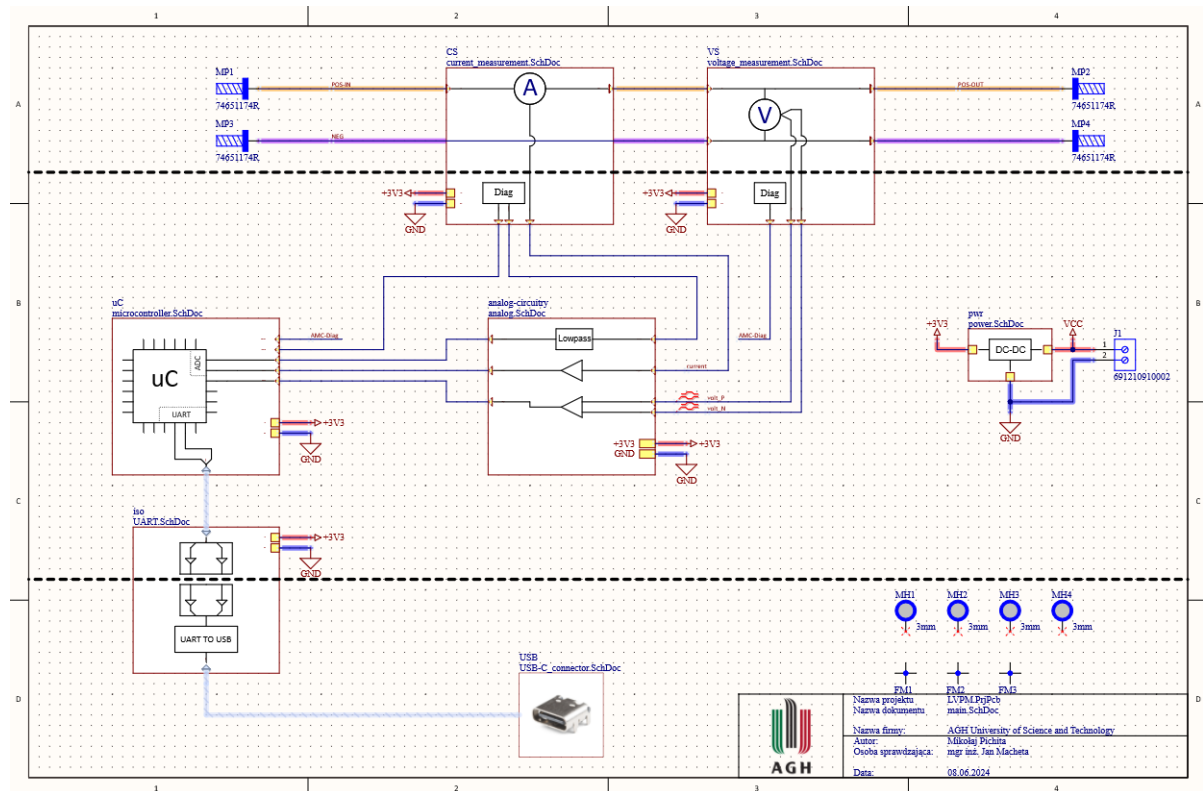 1 2 3 4
A
B
C
D
A
B
C
D
1 2 3 4
MP1
74651174R
MP3
74651174R
POS-IN
NEG
CS
current_measurement.SchDoc
A
Diag
+3V3
GND
VS
voltage_measurement.SchDoc
V
Diag
+3V3
GND
POS-OUT
MP2
74651174R
MP4
74651174R
uC
microcontroller.SchDoc
uC
ADC
UART
AMC-Diag
+3V3
GND
analog-circuitry
analog.SchDoc
Lowpass
AMC-Diag
current
volt_P
volt_N
+3V3 +3V3
GND
GND
+3V3
pwr
power.SchDoc
DC-DC
VCC
J1
1
2
691210910002
GND
iso
UART.SchDoc
+3V3
GND
UART TO USB
USB
USB-C_connector.SchDoc
MH1 MH2 MH3 MH4
3mm 3mm 3mm 3mm
FM1 FM2 FM3
AGH
Nazwa projektu LVPM.PrjPcb
Nazwa dokumentu main.SchDoc
Nazwa firmy: AGH University of Science and Technology
Autor: Mikołaj Pichita
Osoba sprawdzająca: mgr inż. Jan Macheta
Data: 08.06.2024